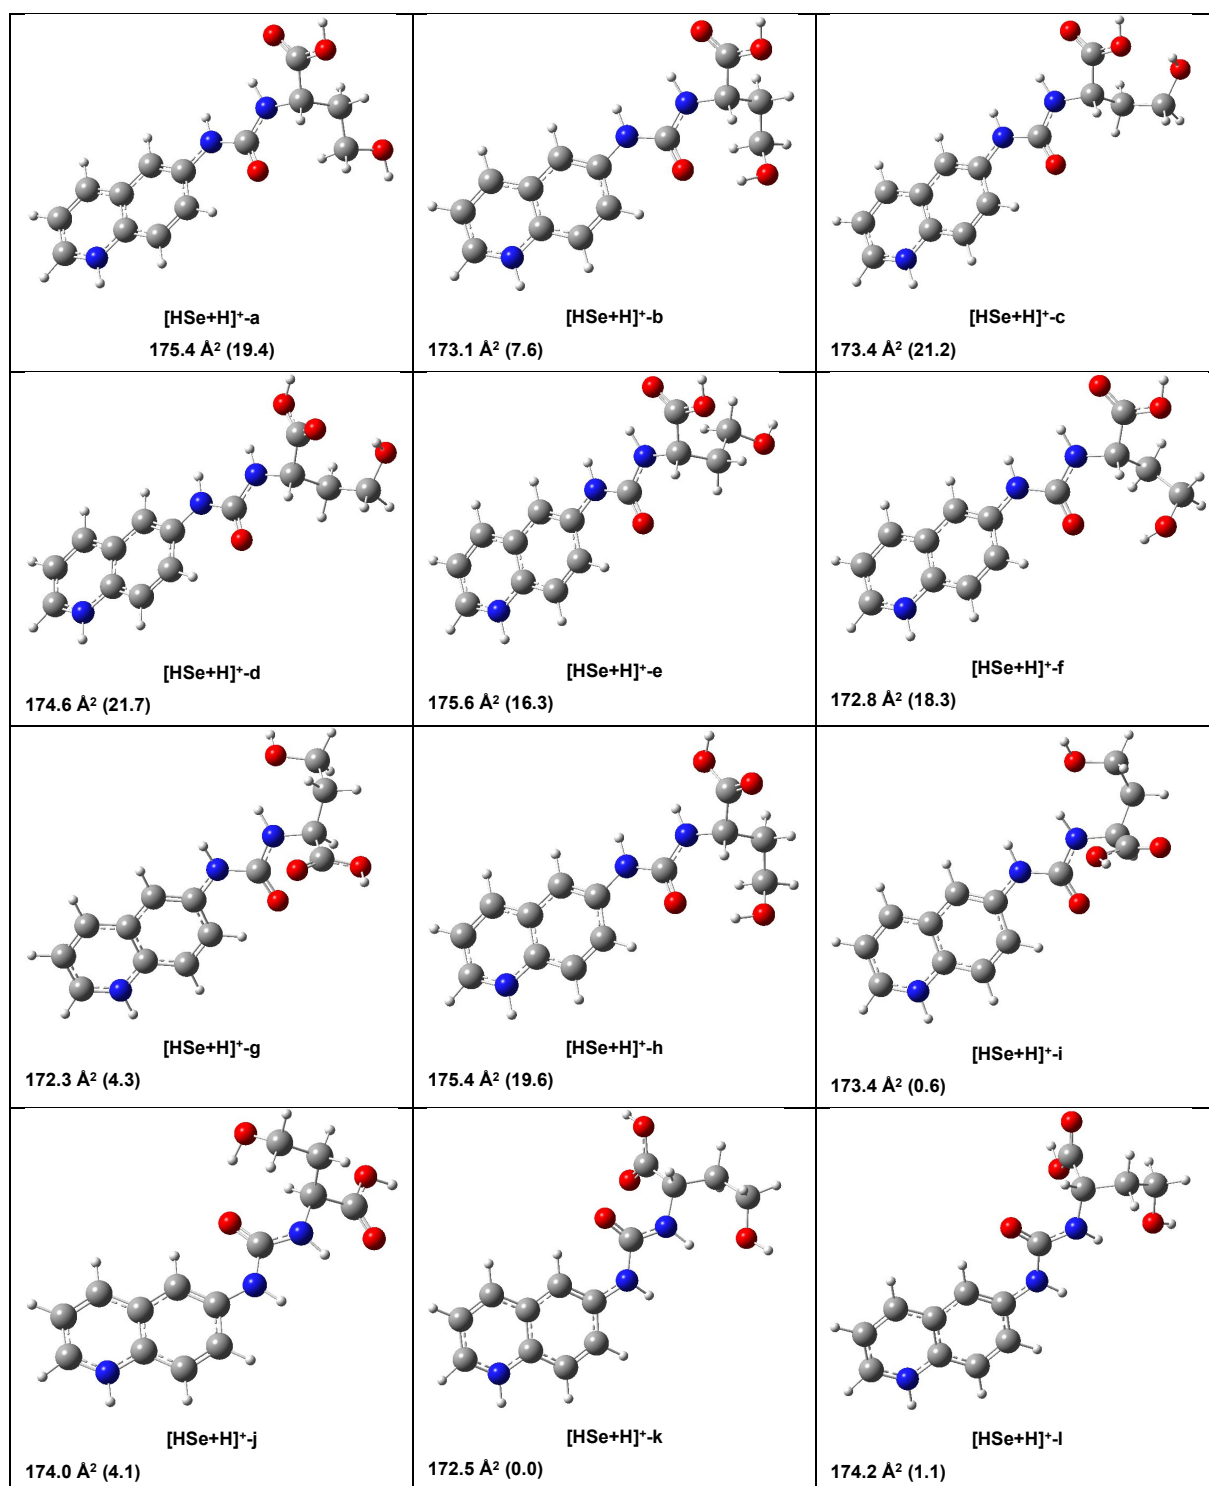 [HSe+H]⁺-a
175.4 Å² (19.4)
[HSe+H]⁺-b
173.1 Å² (7.6)
[HSe+H]⁺-c
173.4 Å² (21.2)
[HSe+H]⁺-d
174.6 Å² (21.7)
[HSe+H]⁺-e
175.6 Å² (16.3)
[HSe+H]⁺-f
172.8 Å² (18.3)
[HSe+H]⁺-g
172.3 Å² (4.3)
[HSe+H]⁺-h
175.4 Å² (19.6)
[HSe+H]⁺-i
173.4 Å² (0.6)
[HSe+H]⁺-j
174.0 Å² (4.1)
[HSe+H]⁺-k
172.5 Å² (0.0)
[HSe+H]⁺-l
174.2 Å² (1.1)